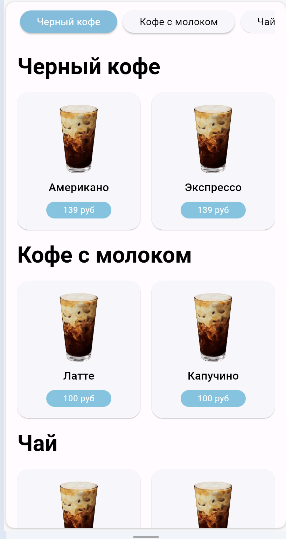 Черный кофе Кофе с молоком Чай
Черный кофе
Американо Экспрессо
139 руб 139 руб
Кофе с молоком
Латте Капучино
100 руб 100 руб
Чай